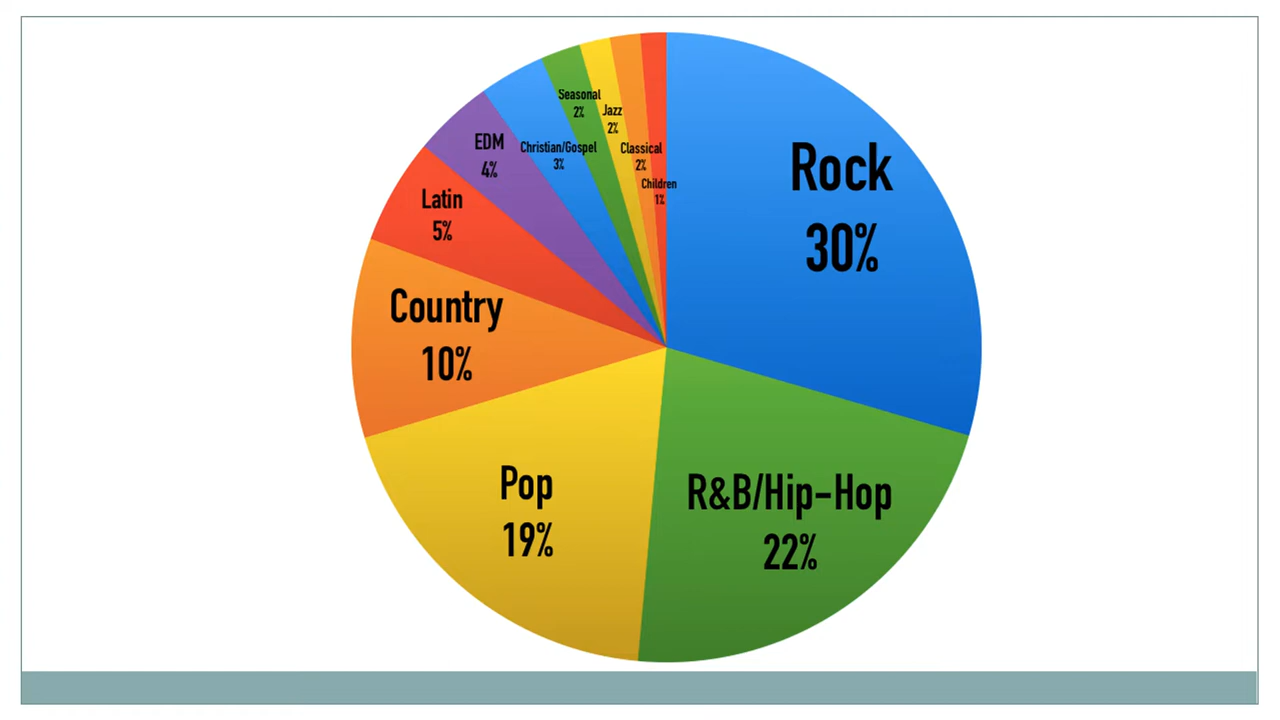 Rock
30%
R&B/Hip-Hop
22%
Pop
19%
Country
10%
Latin
5%
EDM
4%
Christian/Gospel
3%
Seasonal
2%
Jazz
2%
Classical
2%
Children
1%